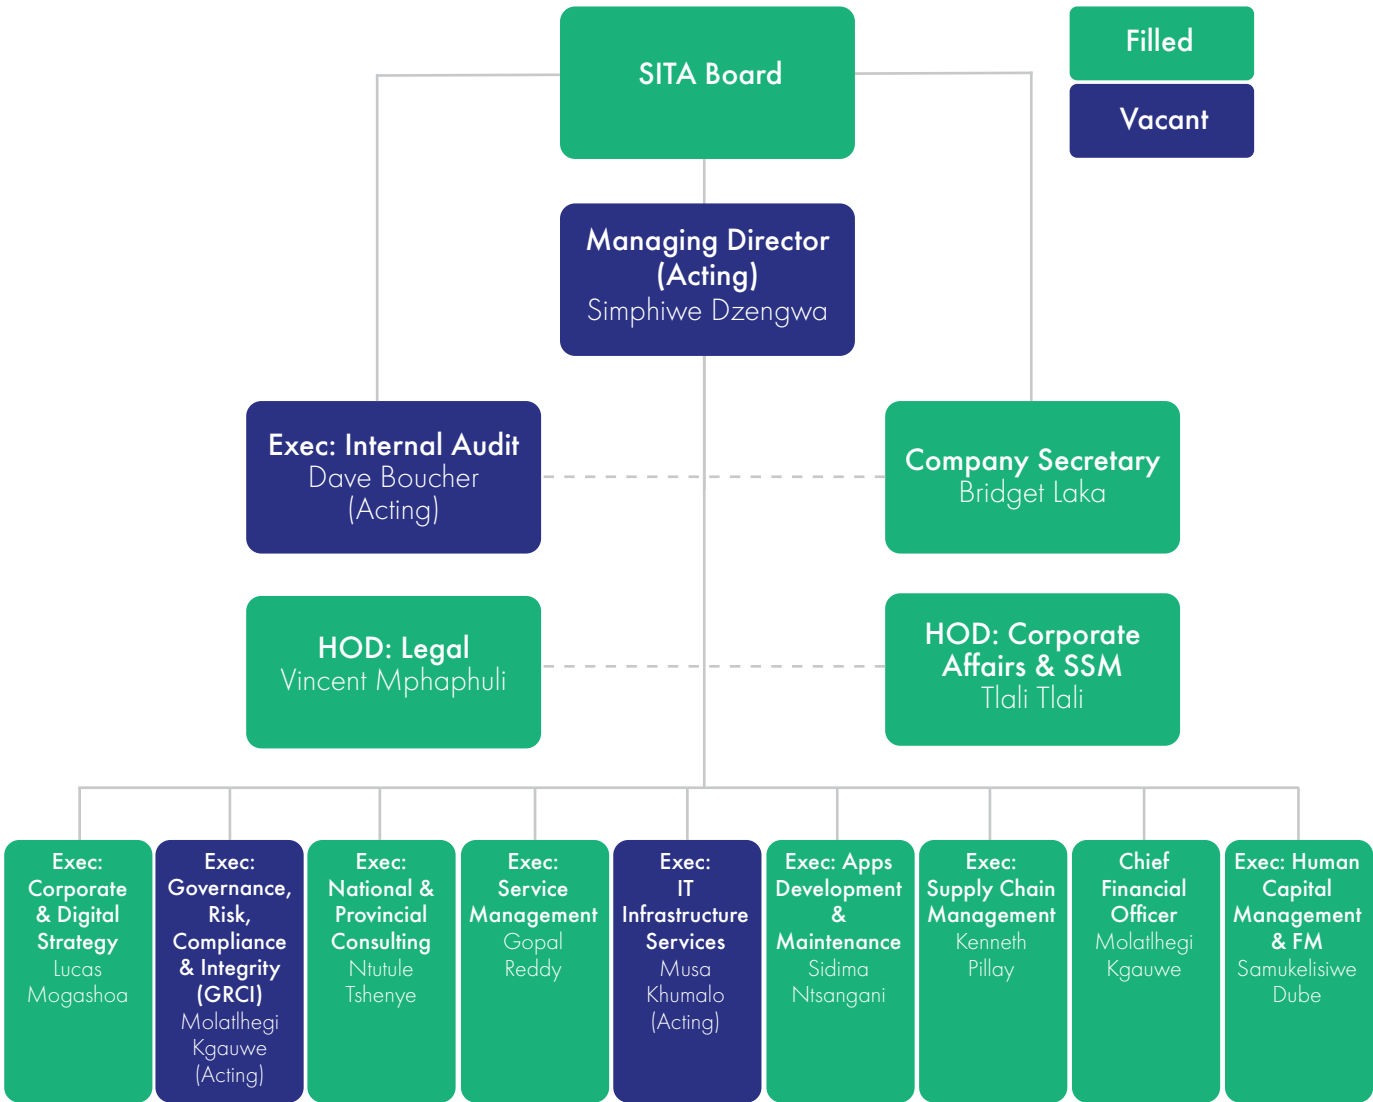 SITA Board
Filled
Vacant
Managing Director
(Acting)
Simphiwe Dzengwa
Exec: Internal Audit
Dave Boucher
(Acting)
Company Secretary
Bridget Laka
HOD: Legal
Vincent Mphaphuli
HOD: Corporate
Affairs & SSM
Tlali Tlali
Exec:
Corporate
& Digital
Strategy
Lucas
Mogashoa
Exec:
Governance,
Risk,
Compliance
& Integrity
(GRCI)
Molatlhegi
Kgauwe
(Acting)
Exec:
National &
Provincial
Consulting
Ntutule
Tshenye
Exec:
Service
Management
Gopal
Reddy
Exec:
IT
Infrastructure
Services
Musa
Khumalo
(Acting)
Exec: Apps
Development
&
Maintenance
Sidima
Ntsangani
Exec:
Supply Chain
Management
Kenneth
Pillay
Chief
Financial
Officer
Molatlhegi
Kgauwe
Exec: Human
Capital
Management
& FM
Samukelisiwe
Dube